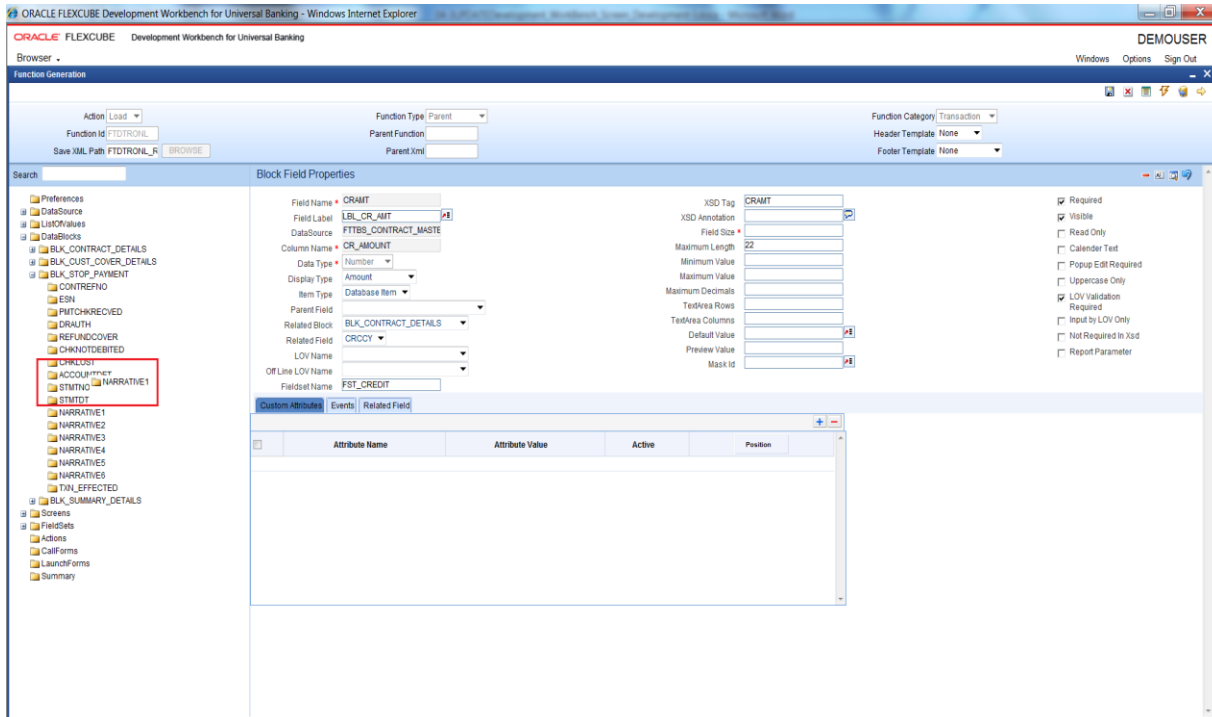 ORACLE FLEXCUBE Development Workbench for Universal Banking - Windows Internet Explorer
ORACLE FLEXCUBE Development Workbench for Universal Banking
DEMOUSER
Browser
Windows Options Sign Out
Function Generation
Action Load Function Type Parent Function Category Transaction
Function Id FTDTRONL Parent Function Header Template None
Save XML Path FTDTRONL_R BROWSE Parent Xml Footer Template None
Search
Block Field Properties
Preferences
DataSource
ListOfValues
DataBlocks
BLK_CONTRACT_DETAILS
BLK_CUST_COVER_DETAILS
BLK_STOP_PAYMENT
CONTREFNO
ESN
PMTCHKRECVED
DRAUTH
REFUNDCOVER
CHKNOTDEBITED
CHKLOST
ACCOUNTDET
NARRATIVE1
STMTNO
STMTDT
NARRATIVE1
NARRATIVE2
NARRATIVE3
NARRATIVE4
NARRATIVE5
NARRATIVE6
TXN_EFFECTED
BLK_SUMMARY_DETAILS
Screens
FieldSets
Actions
CallForms
LaunchForms
Summary
Field Name * CRAMT
Field Label LBL_CR_AMT
DataSource FTTBS_CONTRACT_MASTE
Column Name * CR_AMOUNT
Data Type * Number
Display Type Amount
Item Type Database Item
Parent Field
Related Block BLK_CONTRACT_DETAILS
Related Field CRCCY
LOV Name
Off Line LOV Name
Fieldset Name FST_CREDIT
XSD Tag CRAMT
XSD Annotation
Field Size *
Maximum Length 22
Minimum Value
Maximum Value
Maximum Decimals
TextArea Rows
TextArea Columns
Default Value
Preview Value
Mask Id
Required
Visible
Read Only
Calender Text
Popup Edit Required
Uppercase Only
LOV Validation
Required
Input by LOV Only
Not Required In Xsd
Report Parameter
Custom Attributes Events Related Field
Attribute Name Attribute Value Active Position